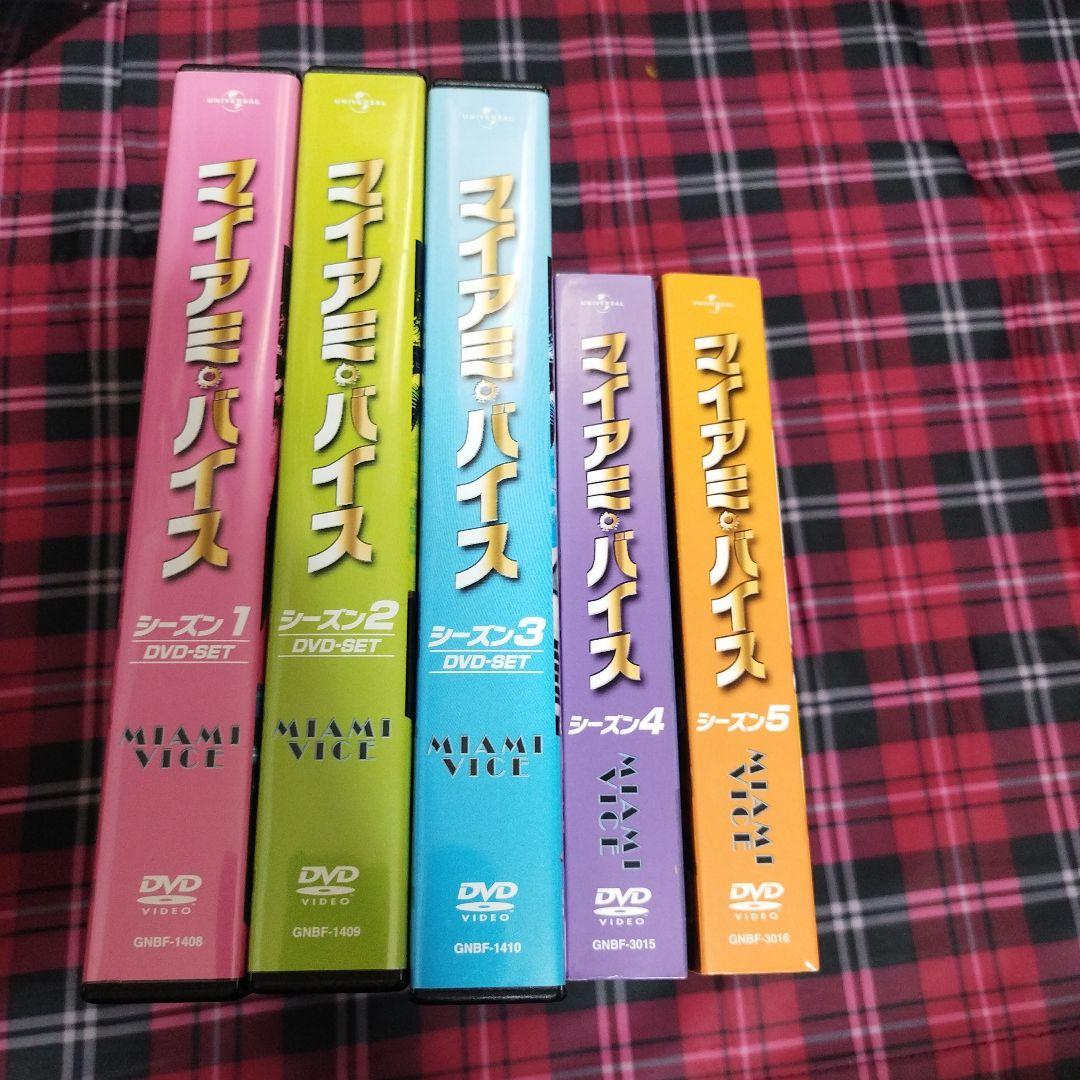 UNIVERSAL
マイアミ・バイス
シーズン1
DVD-SET
MIAMI
VICE
DVD
VIDEO
GNBF-1408
UNIVERSAL
マイアミ・バイス
シーズン2
DVD-SET
MIAMI
VICE
DVD
VIDEO
GNBF-1409
UNIVERSAL
マイアミ・バイス
シーズン3
DVD-SET
MIAMI
VICE
DVD
VIDEO
GNBF-1410
UNIVERSAL
マイアミ・バイス
シーズン4
MIAMI
VICE
DVD
VIDEO
GNBF-3015
UNIVERSAL
マイアミ・バイス
シーズン5
MIAMI
VICE
DVD
VIDEO
GNBF-3016